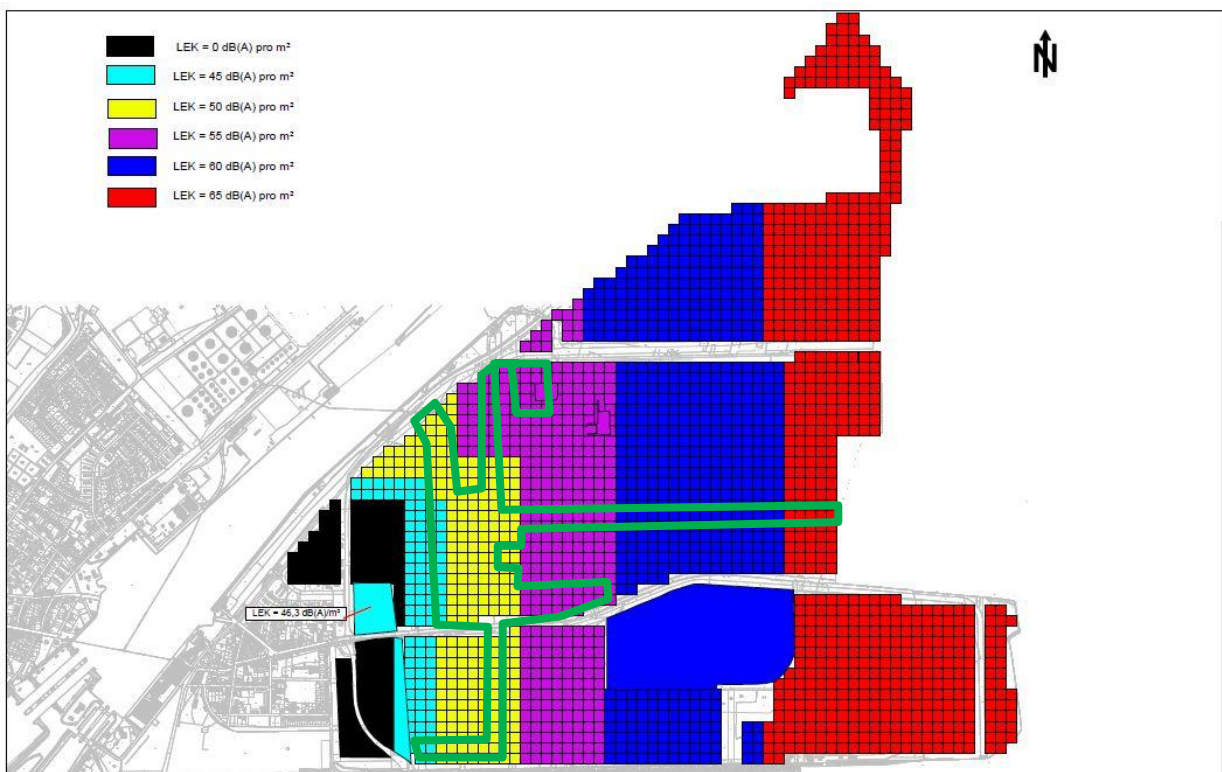 LEK = 0 dB(A) pro m²
LEK = 45 dB(A) pro m²
LEK = 50 dB(A) pro m²
LEK = 55 dB(A) pro m²
LEK = 60 dB(A) pro m²
LEK = 65 dB(A) pro m²
N
LEK = 46,3 dB(A)/m²